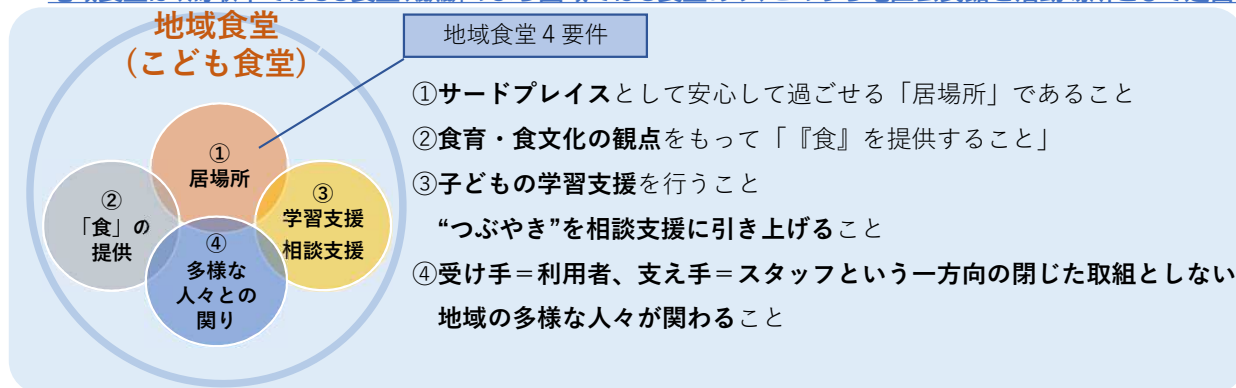 地域食堂
(こども食堂)
地域食堂4要件
①
居場所
②
「食」の
提供
③
学習支援
相談支援
④
多様な
人々との
関り
①サードプレイスとして安心して過ごせる「居場所」であること
②食育・食文化の観点をもって「『食』を提供すること」
③子どもの学習支援を行うこと
“つぶやき”を相談支援に引き上げること
④受け手＝利用者、支え手＝スタッフという一方向の閉じた取組としない
地域の多様な人々が関わること